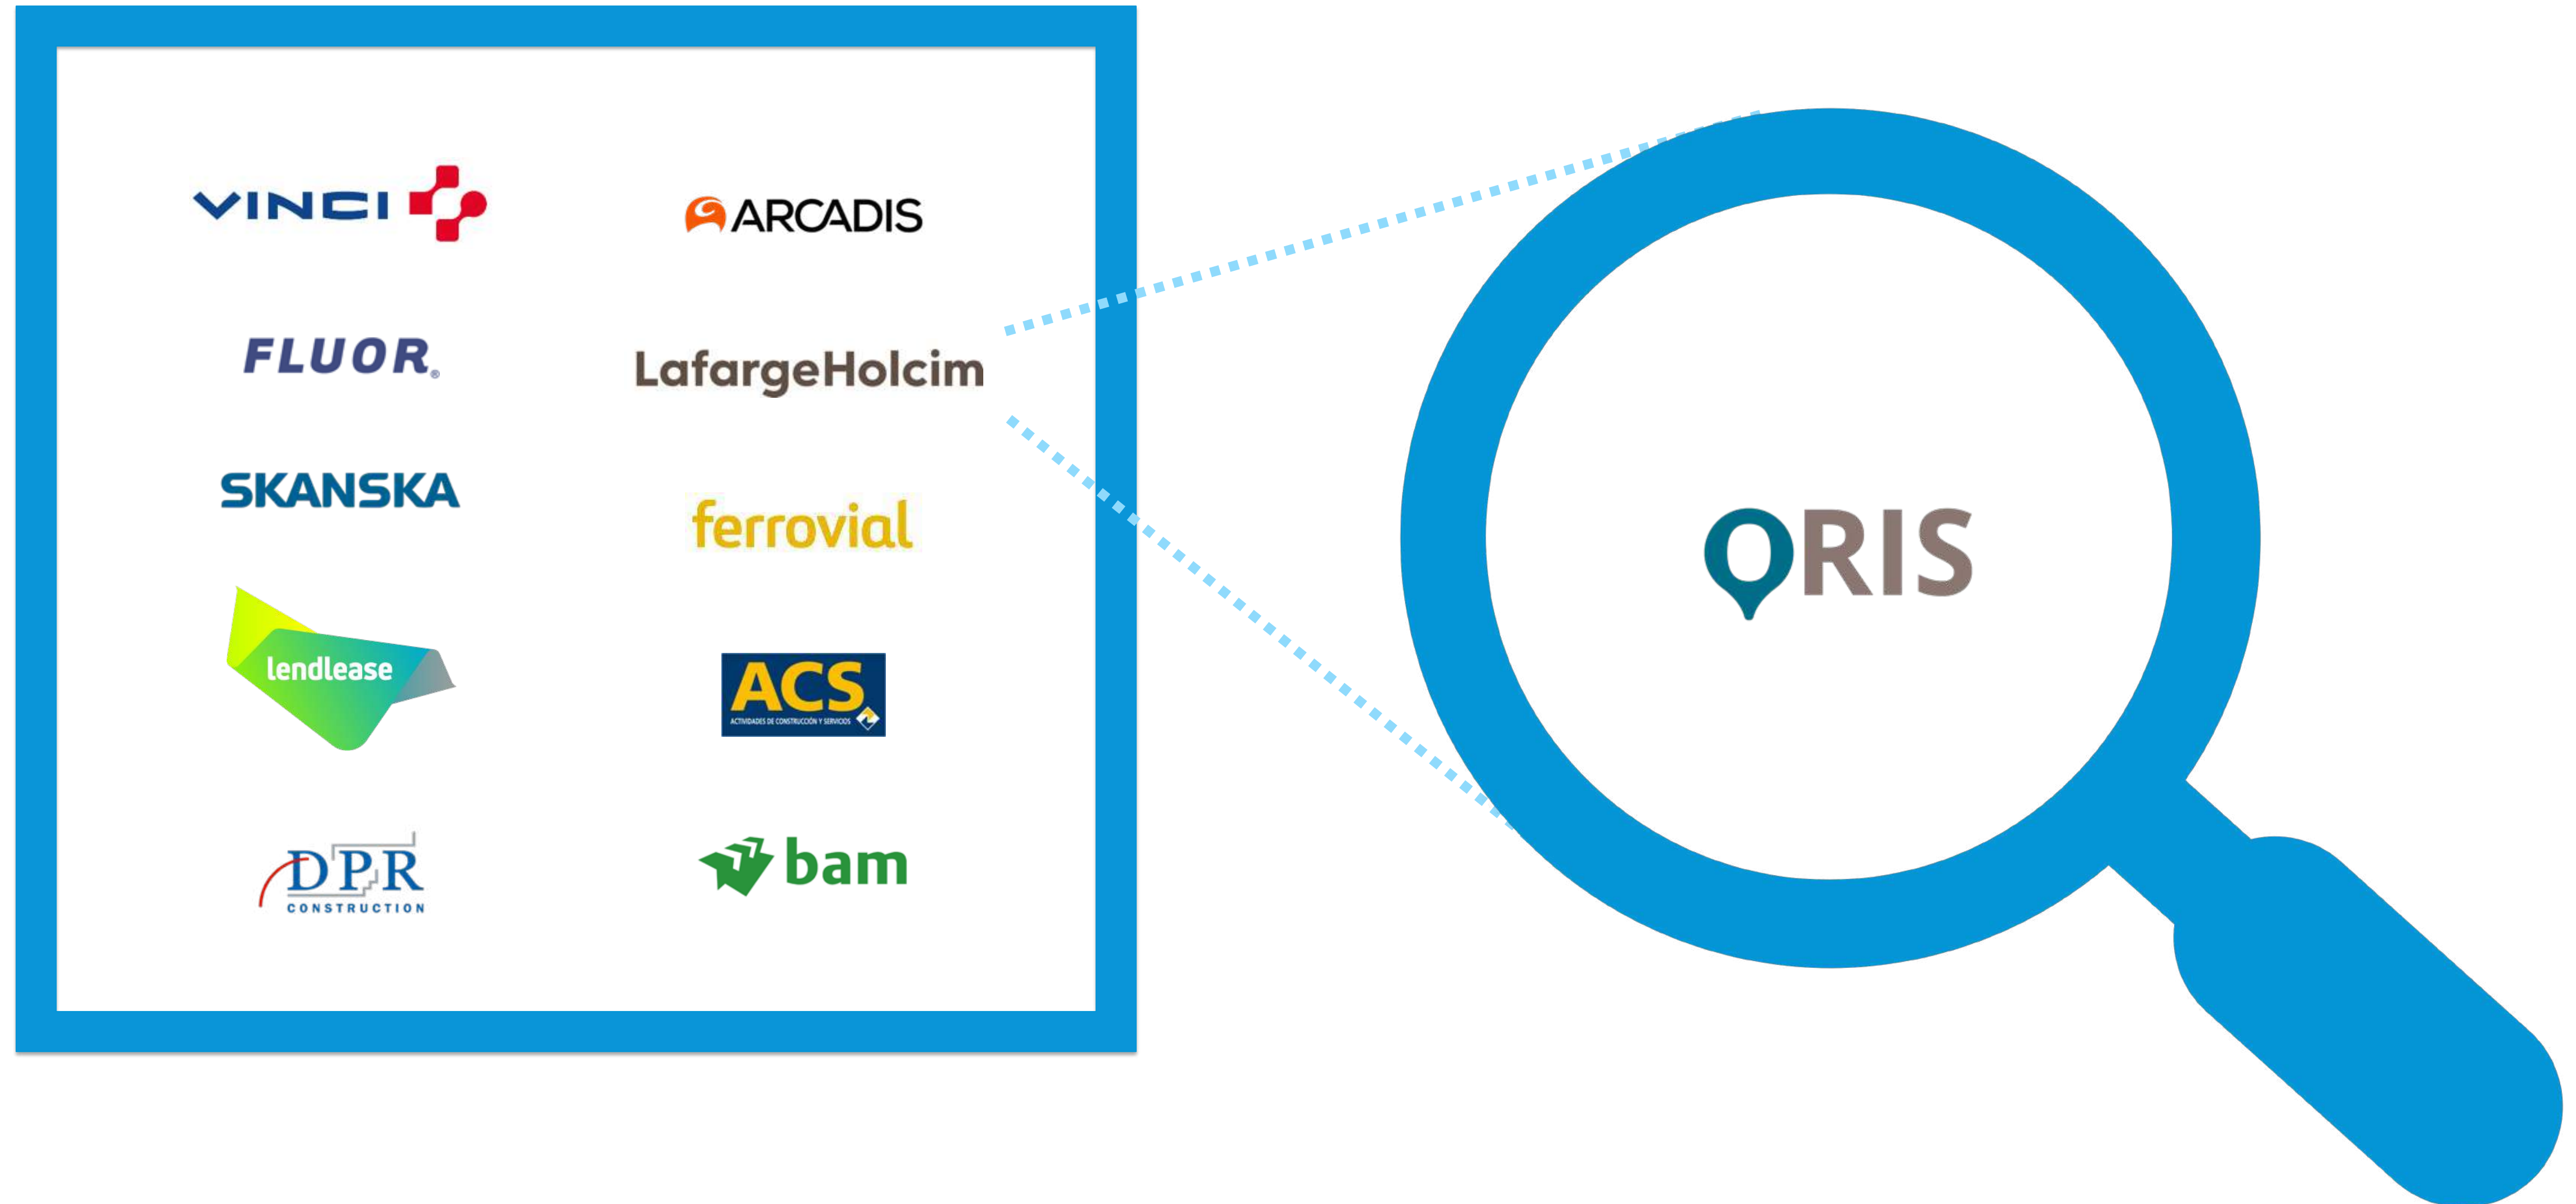 VINCI
FLUOR®
SKANSKA
lendlease
DPR
CONSTRUCTION
ARCADIS
LafargeHolcim
ferrovial
ACS
ACTIVIDADES DE CONSTRUCCIÓN Y SERVICIOS
bam
ORIS